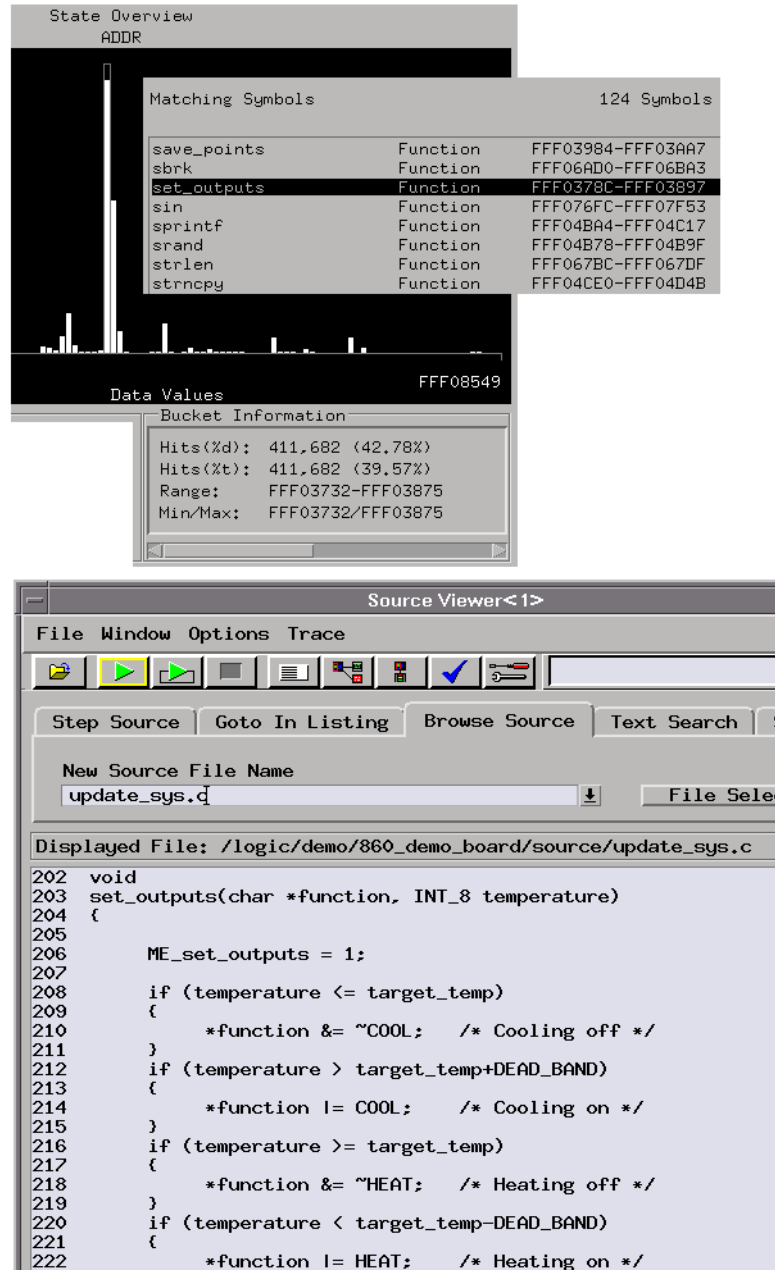 State Overview
ADDR
Matching Symbols 124 Symbols
save_points Function FFF03984-FFF03AA7
sbrk Function FFF06AD0-FFF06BA3
set_outputs Function FFF0378C-FFF03897
sin Function FFF076FC-FFF07F53
sprintf Function FFF04BA4-FFF04C17
srand Function FFF04B78-FFF04B9F
strlen Function FFF067BC-FFF067DF
strncpy Function FFF04CE0-FFF04D4B
FFF08549
Data Values
Bucket Information
Hits(%d): 411,682 (42.78%)
Hits(%t): 411,682 (39.57%)
Range: FFF03732-FFF03875
Min/Max: FFF03732/FFF03875
Source Viewer<1>
File Window Options Trace
Step Source Goto In Listing Browse Source Text Search S
New Source File Name
update_sys.c
File Sele
Displayed File: /logic/demo/860_demo_board/source/update_sys.c
202 void
203 set_outputs(char *function, INT_8 temperature)
204 {
205
206 ME_set_outputs = 1;
207
208 if (temperature <= target_temp)
209 {
210 *function &= ~COOL; /* Cooling off */
211 }
212 if (temperature > target_temp+DEAD_BAND)
213 {
214 *function |= COOL; /* Cooling on */
215 }
216 if (temperature >= target_temp)
217 {
218 *function &= ~HEAT; /* Heating off */
219 }
220 if (temperature < target_temp-DEAD_BAND)
221 {
222 *function |= HEAT; /* Heating on */